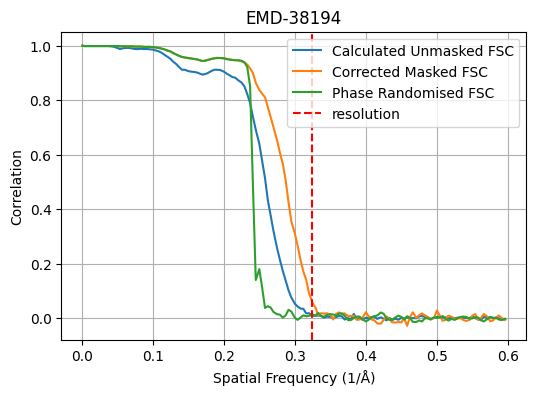 EMD-38194
Calculated Unmasked FSC
Corrected Masked FSC
Phase Randomised FSC
resolution
Correlation
1.0
0.8
0.6
0.4
0.2
0.0
0.0 0.1 0.2 0.3 0.4 0.5 0.6
Spatial Frequency (1/Å)